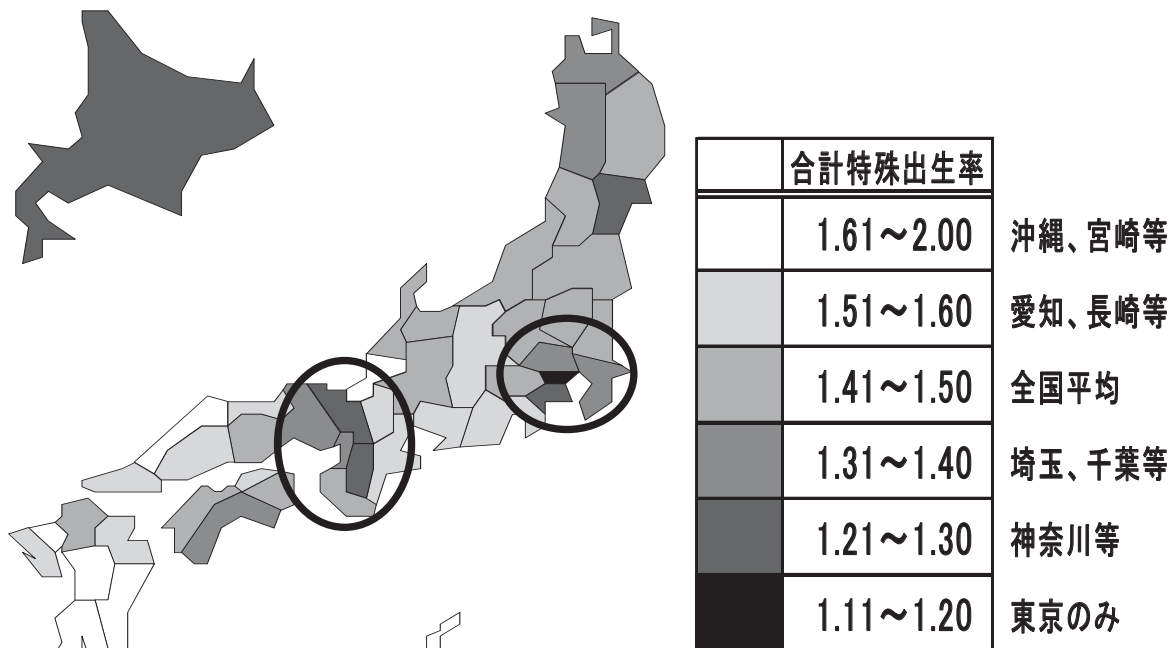 合計特殊出生率
1.61～2.00 沖縄、宮崎等
1.51～1.60 愛知、長崎等
1.41～1.50 全国平均
1.31～1.40 埼玉、千葉等
1.21～1.30 神奈川等
1.11～1.20 東京のみ